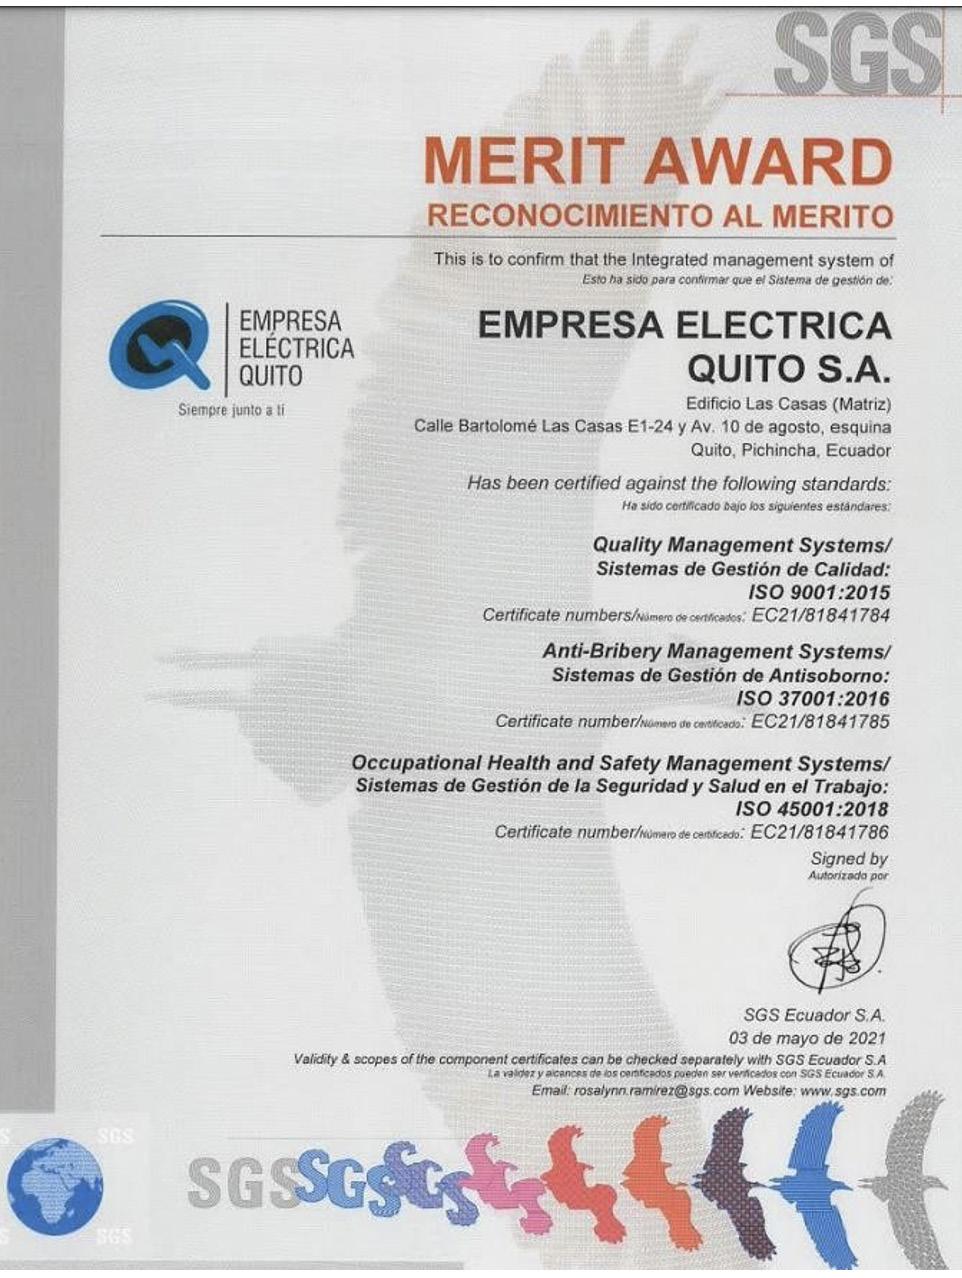 SGS
MERIT AWARD
RECONOCIMIENTO AL MERITO
This is to confirm that the Integrated management system of
Esto ha sido para confirmar que el Sistema de gestión de:
EMPRESA
ELÉCTRICA
QUITO
Siempre junto a tí
EMPRESA ELECTRICA
QUITO S.A.
Edificio Las Casas (Matriz)
Calle Bartolomé Las Casas E1-24 y Av. 10 de agosto, esquina
Quito, Pichincha, Ecuador
Has been certified against the following standards:
Ha sido certificado bajo los siguientes estándares:
Quality Management Systems/
Sistemas de Gestión de Calidad:
ISO 9001:2015
Certificate numbers/Número de certificados: EC21/81841784
Anti-Bribery Management Systems/
Sistemas de Gestión de Antisoborno:
ISO 37001:2016
Certificate number/Número de certificado: EC21/81841785
Occupational Health and Safety Management Systems/
Sistemas de Gestión de la Seguridad y Salud en el Trabajo:
ISO 45001:2018
Certificate number/Número de certificado: EC21/81841786
Signed by
Autorizado por
SGS Ecuador S.A.
03 de mayo de 2021
Validity & scopes of the component certificates can be checked separately with SGS Ecuador S.A
La validez y alcances de los certificados pueden ser verificados con SGS Ecuador S.A.
Email: rosalynn.ramirez@sgs.com Website: www.sgs.com
S SGS
SGS SGS SGS
S SGS